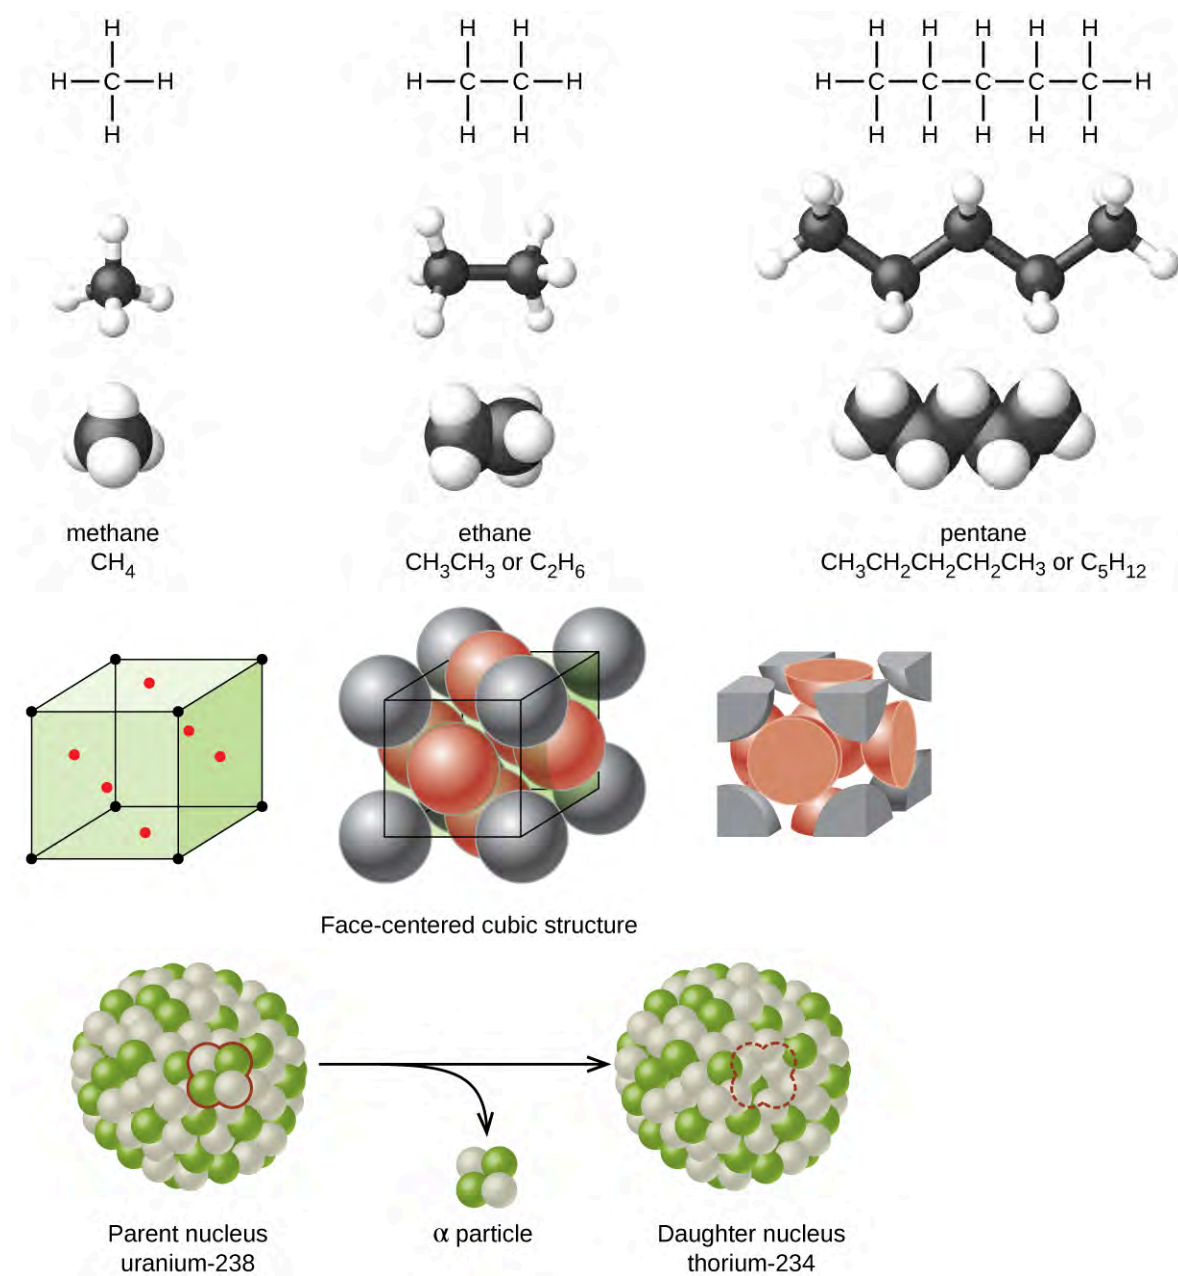 H H H H H H H H
H—C—H H—C—C—H H—C—C—C—C—C—H
H H H H H H H H
methane ethane pentane
CH₄ CH₃CH₃ or C₂H₆ CH₃CH₂CH₂CH₂CH₃ or C₅H₁₂
Face-centered cubic structure
Parent nucleus α particle Daughter nucleus
uranium-238 thorium-234